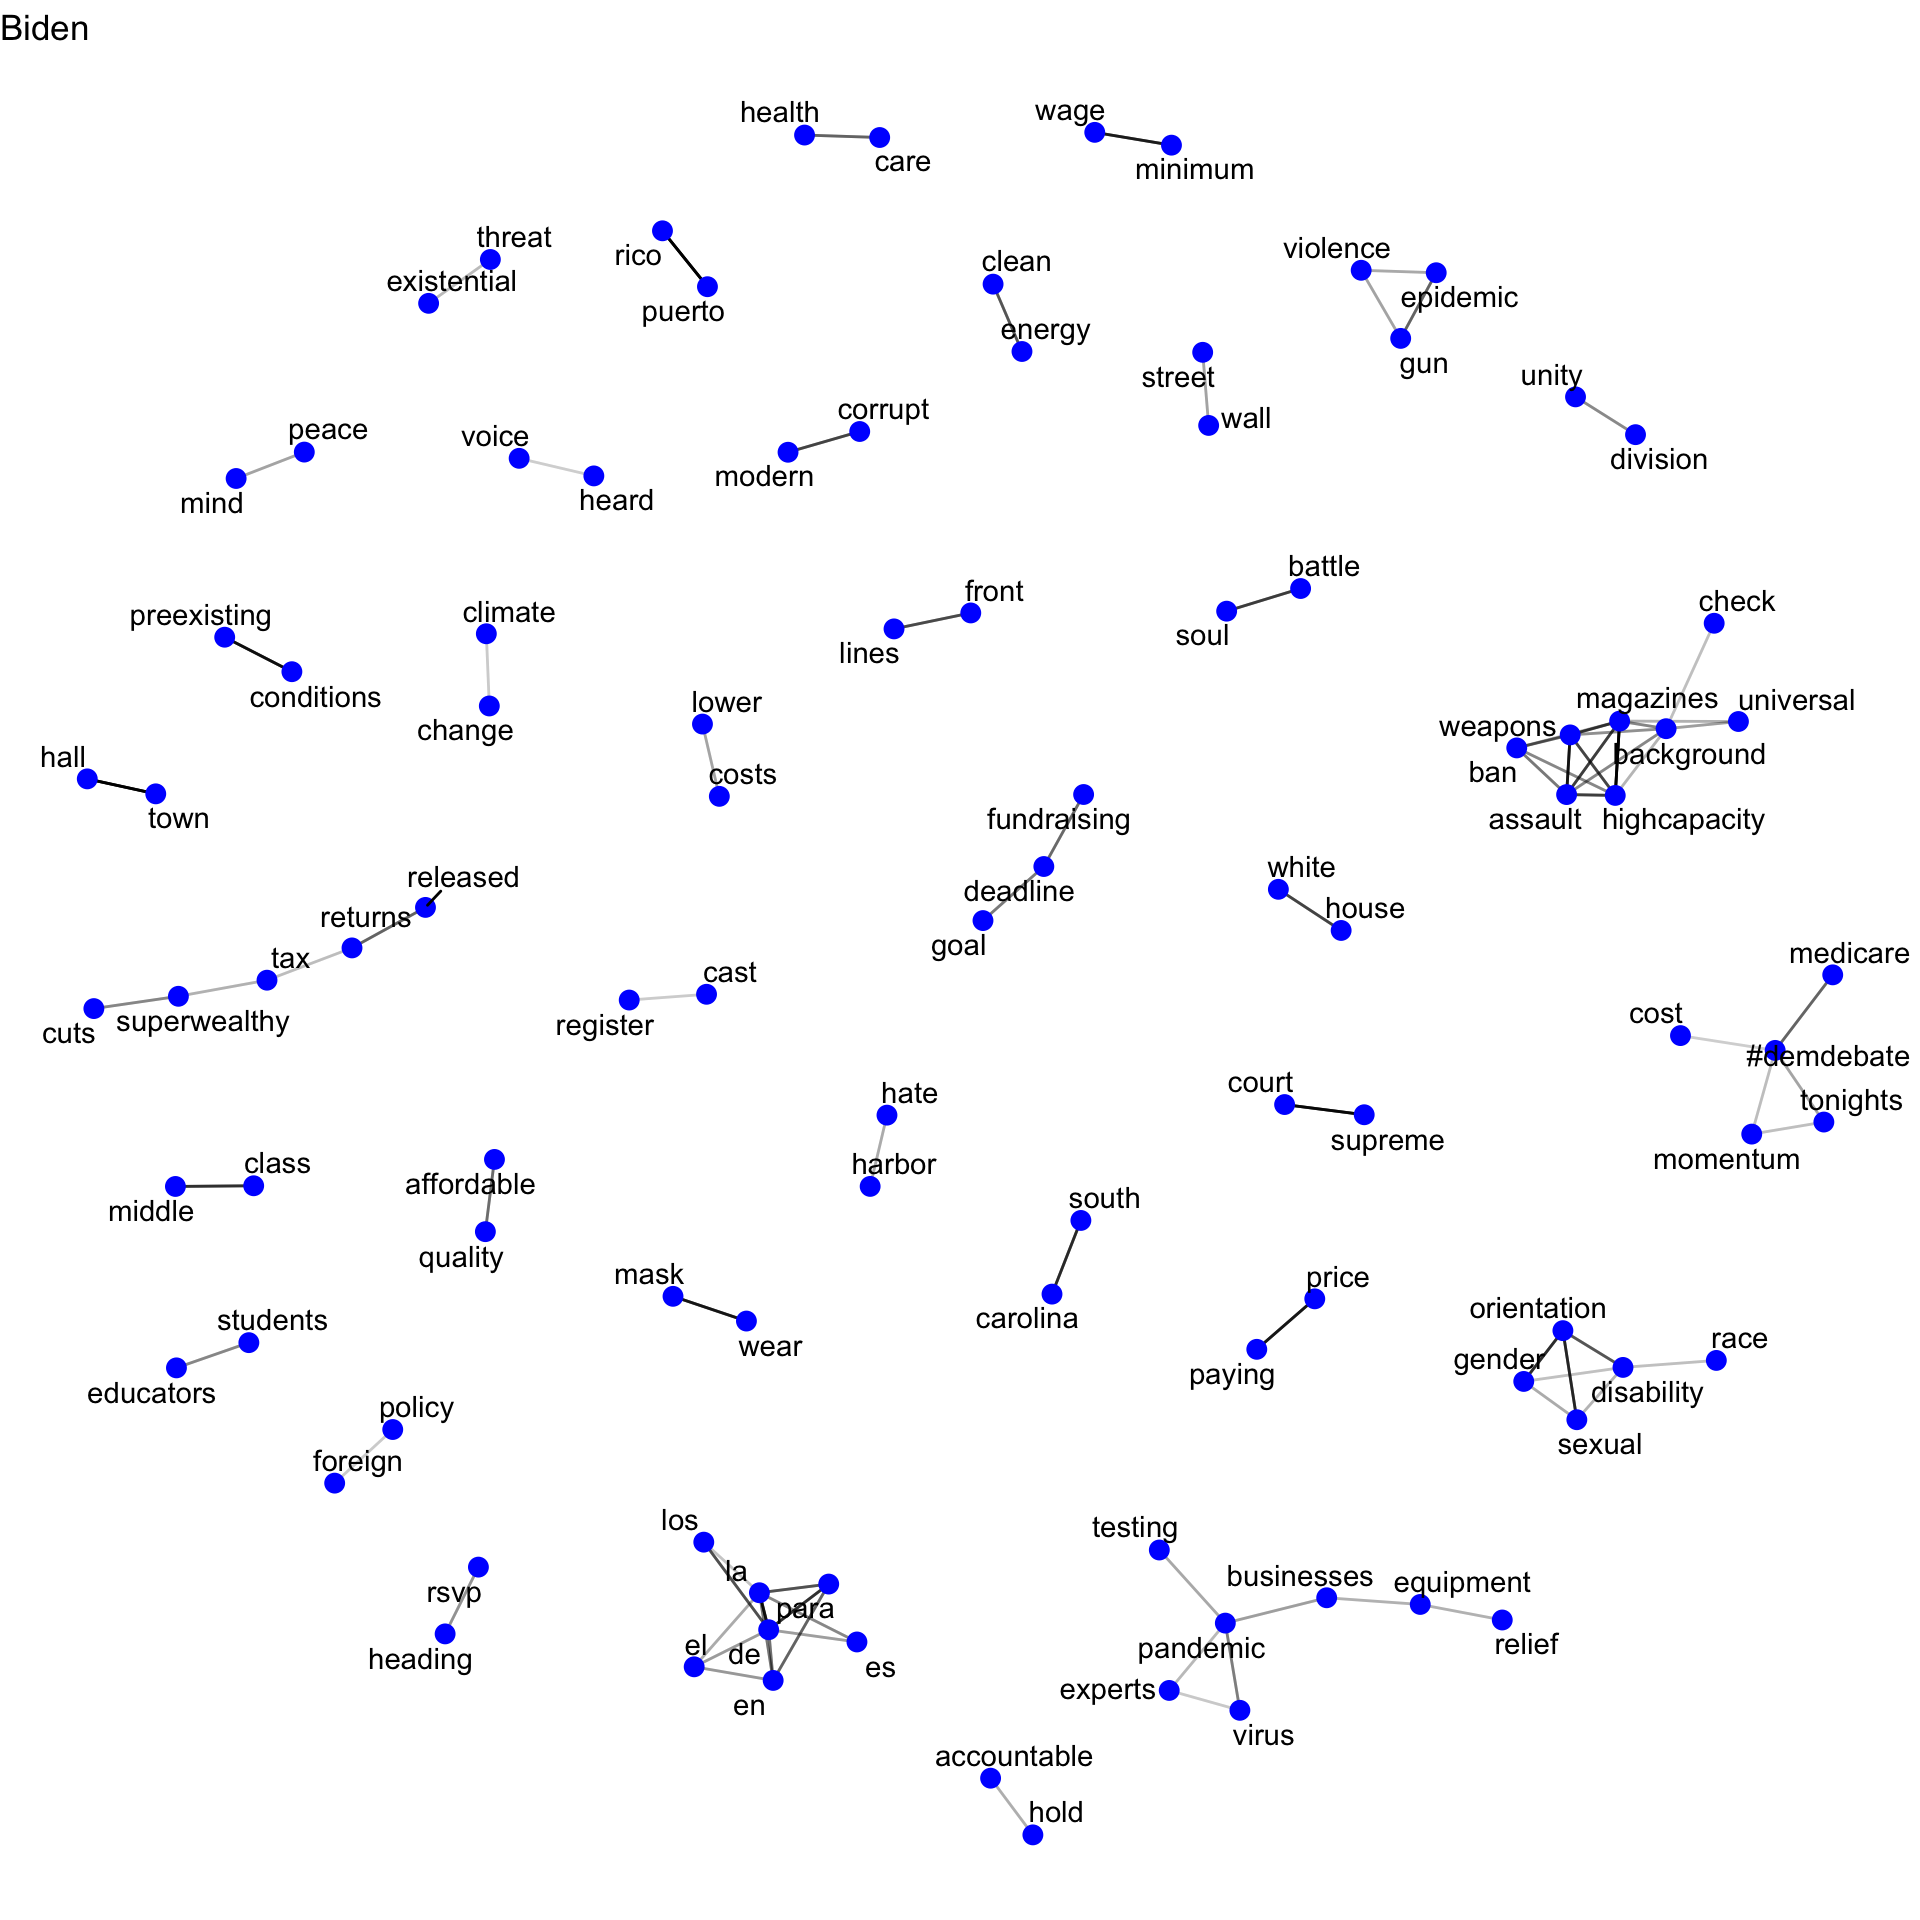 Biden
health
care
wage
minimum
threat
existential
rico
puerto
clean
energy
violence
epidemic
gun
street
wall
unity
division
peace
mind
voice
heard
corrupt
modern
battle
soul
front
lines
check
preexisting
conditions
climate
change
lower
costs
magazines
universal
weapons
background
ban
assault
highcapacity
hall
town
fundraising
deadline
goal
white
house
released
returns
tax
superwealthy
cuts
cast
register
medicare
cost
#demdebate
tonights
momentum
hate
harbor
court
supreme
class
middle
affordable
quality
south
carolina
mask
wear
price
paying
orientation
race
gender
disability
sexual
students
educators
policy
foreign
los
la
para
el
de
es
en
testing
businesses
equipment
relief
pandemic
experts
virus
rsvp
heading
accountable
hold